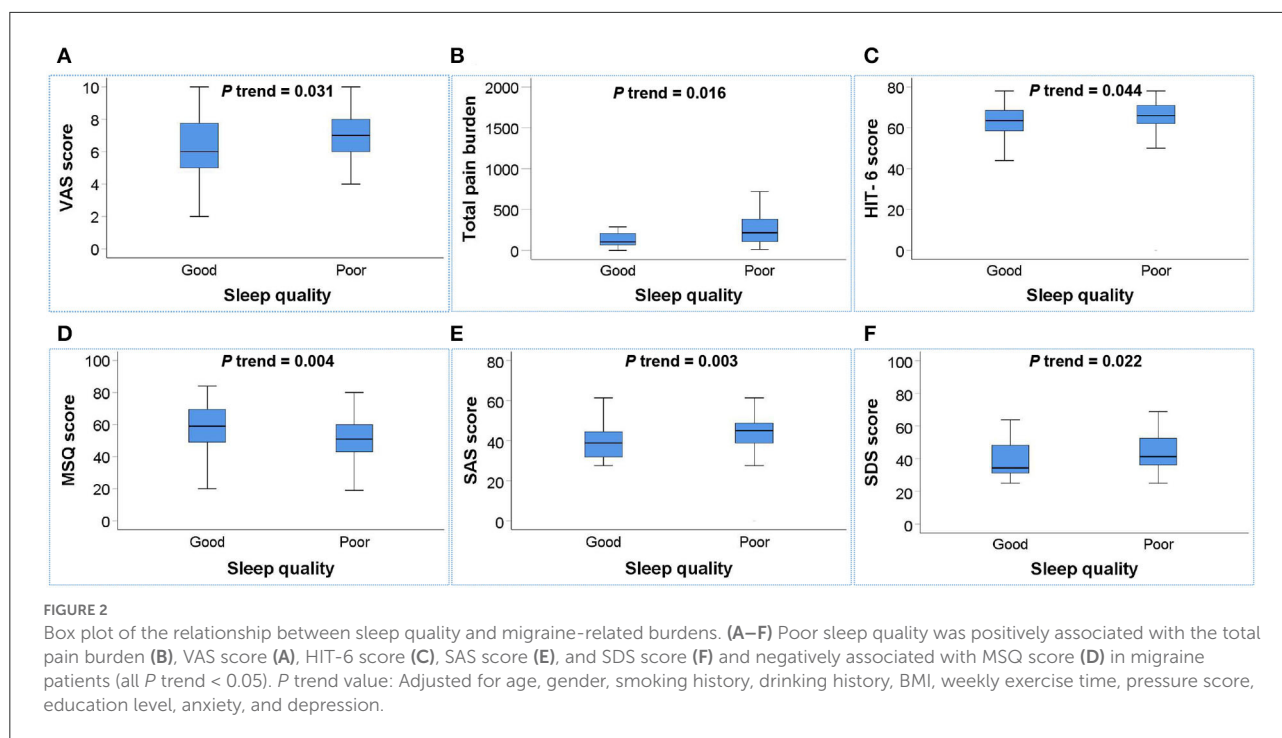 A
P trend = 0.031
10
8
6
4
2
0
VAS score
Good
Poor
Sleep quality
B
P trend = 0.016
2000
1500
1000
500
0
Total pain burden
Good
Poor
Sleep quality
C
P trend = 0.044
80
60
40
20
0
HIT- 6 score
Good
Poor
Sleep quality
D
P trend = 0.004
100
80
60
40
20
0
MSQ score
Good
Poor
Sleep quality
E
P trend = 0.003
80
60
40
20
0
SAS score
Good
Poor
Sleep quality
F
P trend = 0.022
100
80
60
40
20
0
SDS score
Good
Poor
Sleep quality
FIGURE 2
Box plot of the relationship between sleep quality and migraine-related burdens. (A–F) Poor sleep quality was positively associated with the total
pain burden (B), VAS score (A), HIT-6 score (C), SAS score (E), and SDS score (F) and negatively associated with MSQ score (D) in migraine
patients (all P trend < 0.05). P trend value: Adjusted for age, gender, smoking history, drinking history, BMI, weekly exercise time, pressure score,
education level, anxiety, and depression.